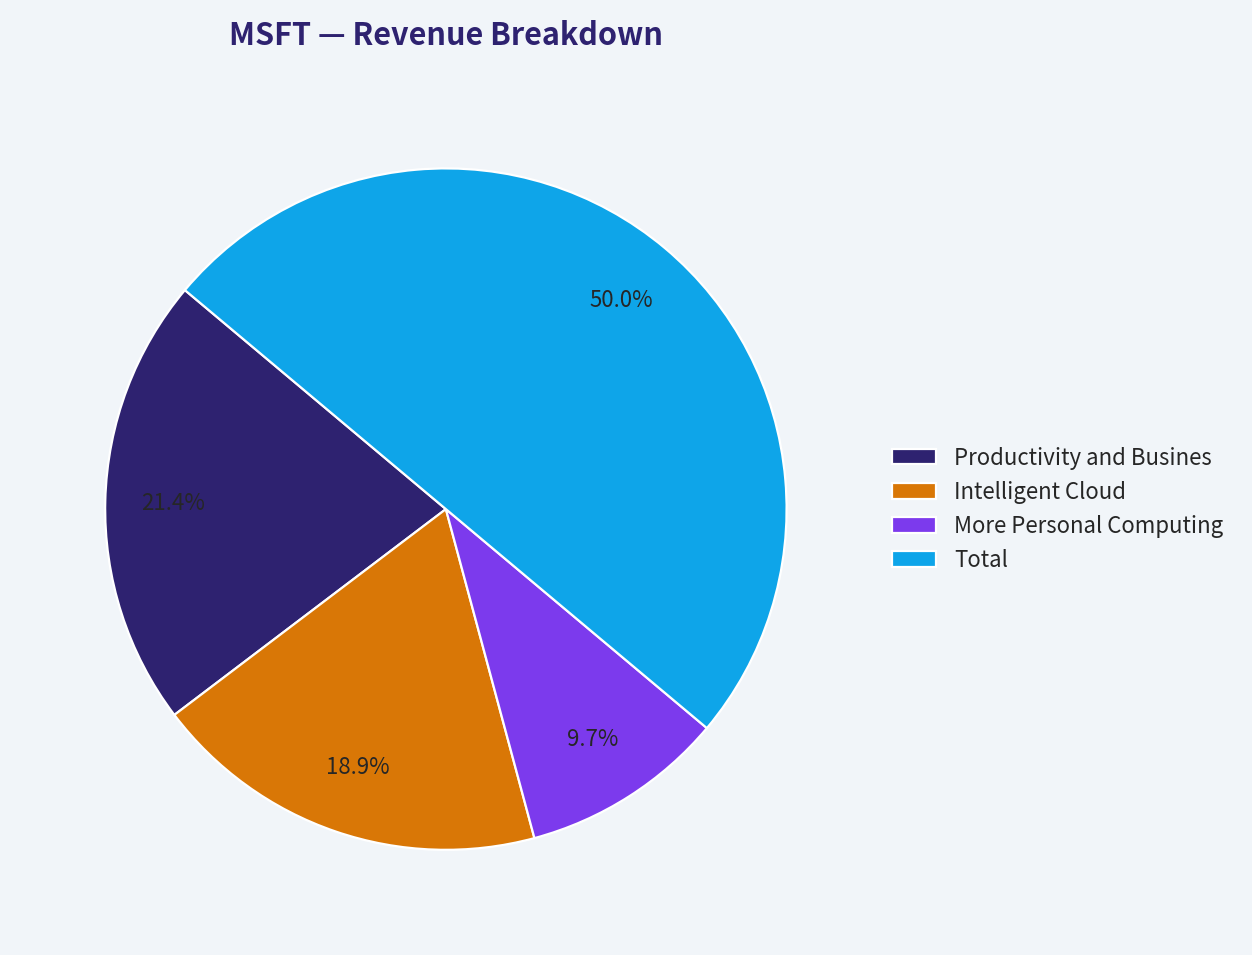 MSFT — Revenue Breakdown
50.0%
21.4%
18.9%
9.7%
Productivity and Busines
Intelligent Cloud
More Personal Computing
Total